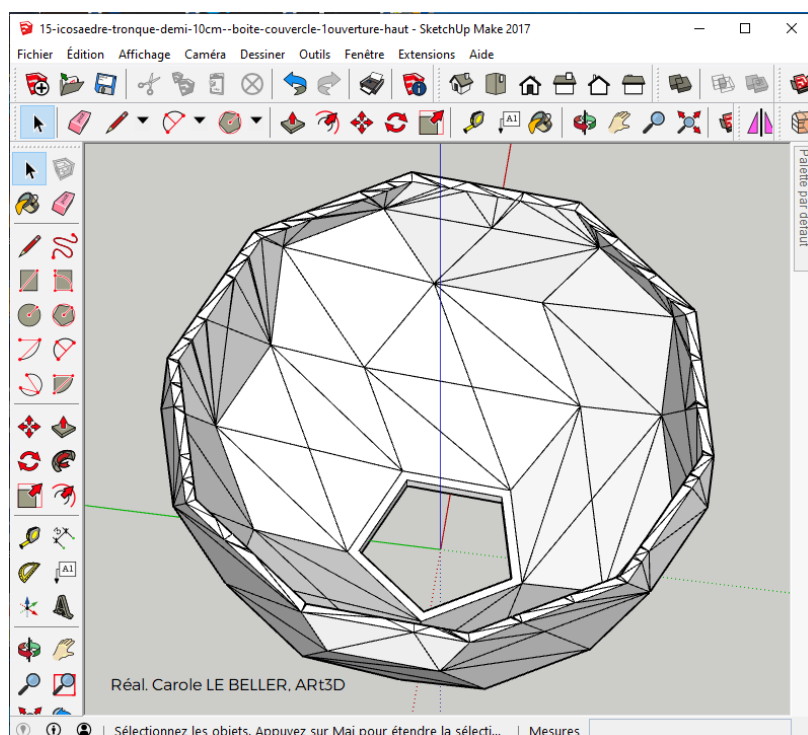 15-icosaedre-tronque-demi-10cm--boite-couvercle-1ouverture-haut - SketchUp Make 2017
Fichier Édition Affichage Caméra Dessiner Outils Fenêtre Extensions Aide
A1
Palette par défaut
A1
Réal. Carole LE BELLER, ARt3D
Sélectionnez les objets. Appuyez sur Maj pour étendre la sélecti... Mesures